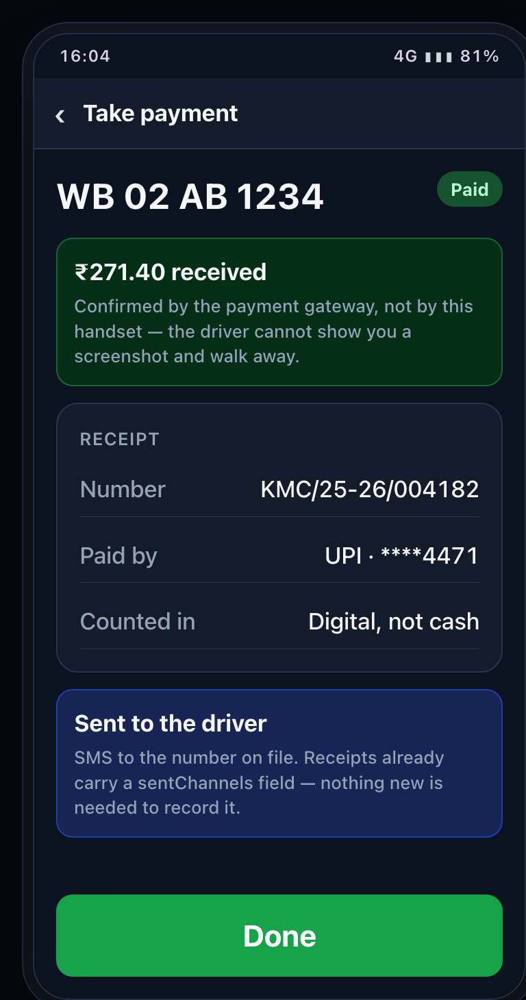 16:04 4G ▮▮▮ 81%
‹ Take payment
WB 02 AB 1234 Paid
₹271.40 received
Confirmed by the payment gateway, not by this
handset — the driver cannot show you a
screenshot and walk away.
RECEIPT
Number KMC/25-26/004182
Paid by UPI · ****4471
Counted in Digital, not cash
Sent to the driver
SMS to the number on file. Receipts already
carry a sentChannels field — nothing new is
needed to record it.
Done